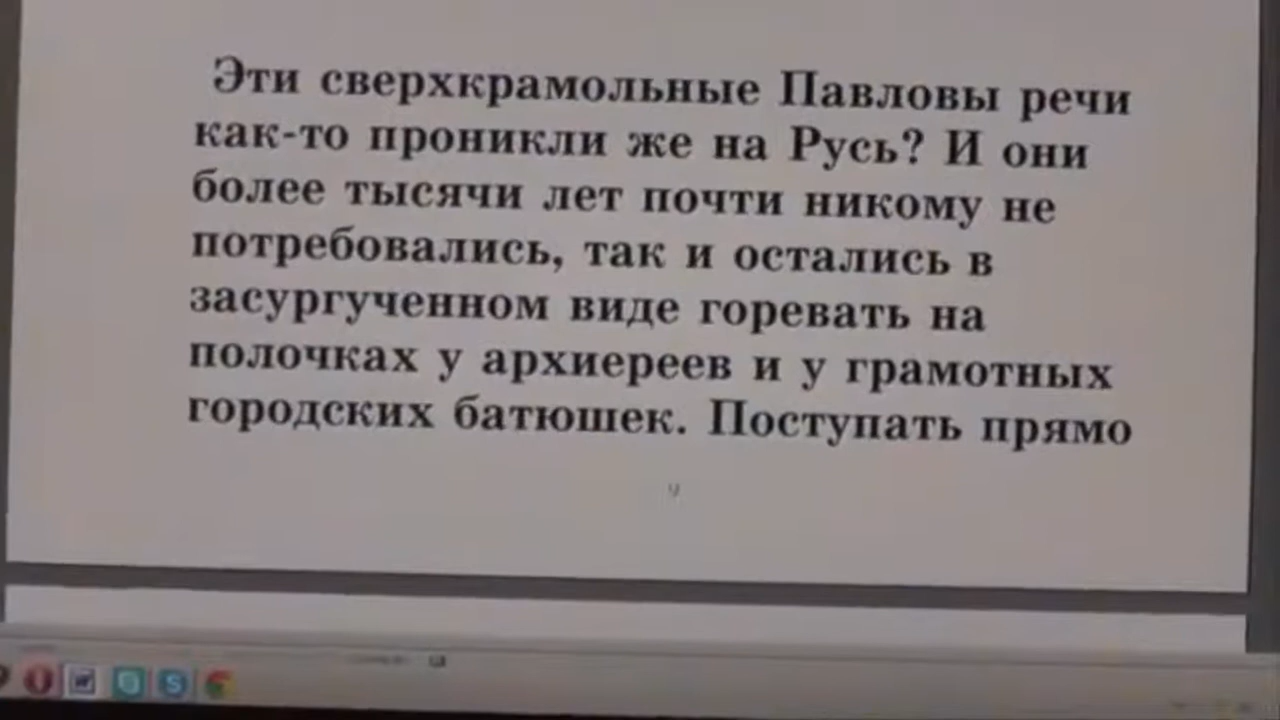 Эти сверхкрамольные Павловы речи
как-то проникли же на Русь? И они
более тысячи лет почти никому не
потребовались, так и остались в
засургученном виде горевать на
полочках у архиереев и у грамотных
городских батюшек. Поступать прямо